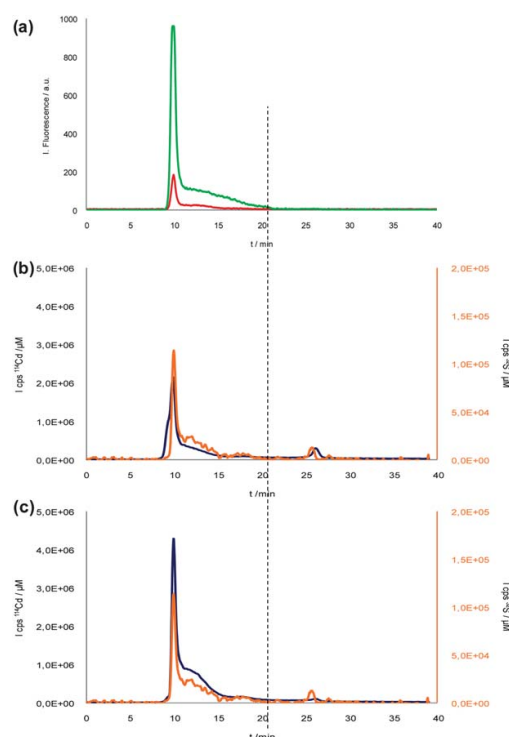 (a)
1000
800
600
400
200
0
I. Fluorescence / a.u.
0 5 10 15 20 25 30 35 40
t / min
(b)
5,0E+06
4,0E+06
3,0E+06
2,0E+06
1,0E+06
0,0E+00
I cps ¹¹⁴Cd /µM
2,0E+05
1,5E+05
1,0E+05
5,0E+04
0,0E+00
I cps S / µM
0 5 10 15 20 25 30 35 40
t /min
(c)
5,0E+06
4,0E+06
3,0E+06
2,0E+06
1,0E+06
0,0E+00
I cps ¹¹⁴Cd /µM
2,0E+05
1,5E+05
1,0E+05
5,0E+04
0,0E+00
I cps S / µM
0 5 10 15 20 25 30 35 40
t /min